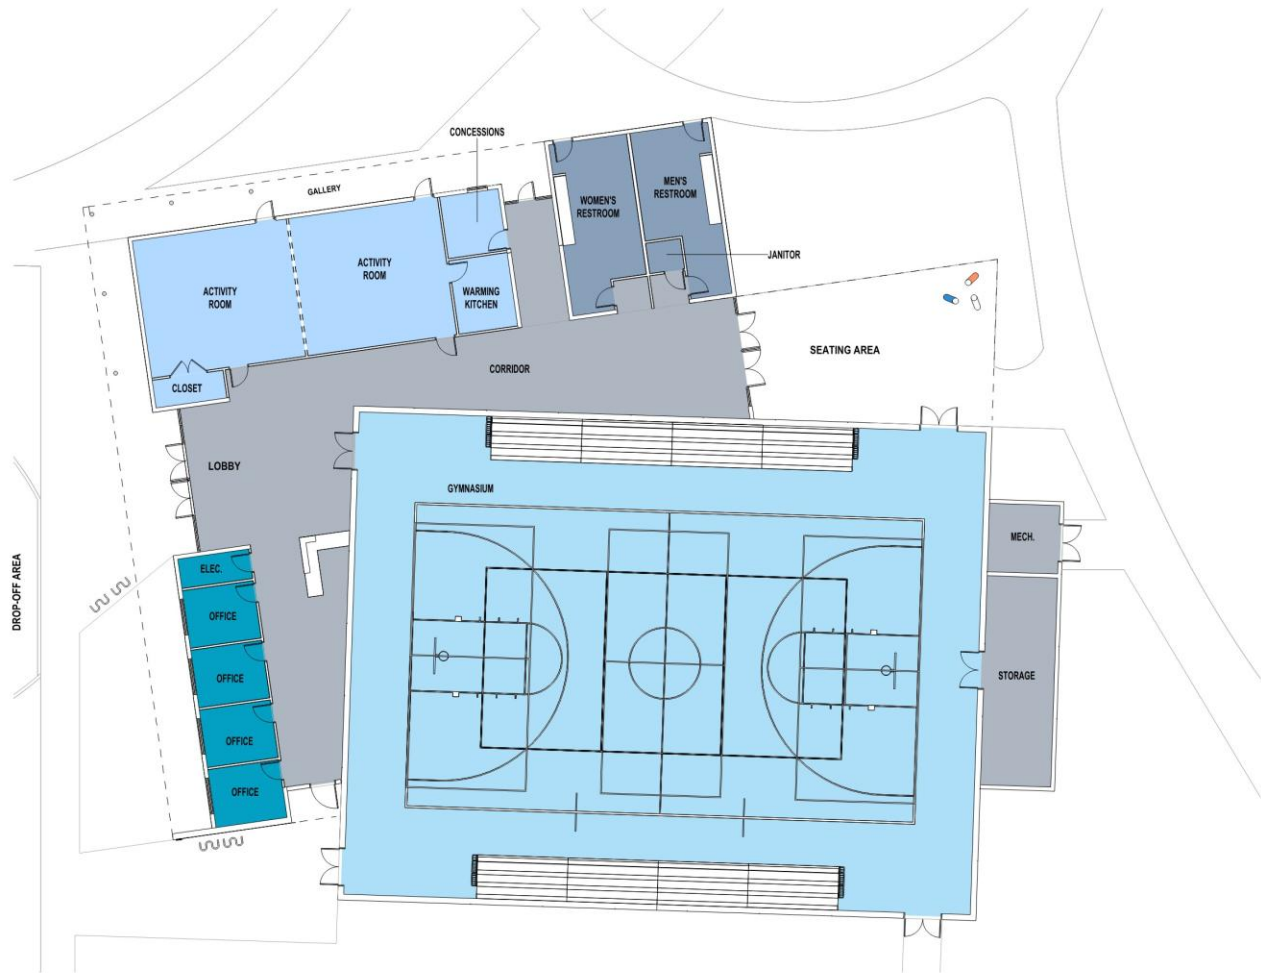 CONCESSIONS
GALLERY
WOMEN'S
RESTROOM
MEN'S
RESTROOM
JANITOR
ACTIVITY
ROOM
ACTIVITY
ROOM
WARMING
KITCHEN
SEATING AREA
CLOSET
CORRIDOR
LOBBY
GYMNASIUM
MECH.
ELEC.
DROP-OFF AREA
OFFICE
OFFICE
STORAGE
OFFICE
OFFICE